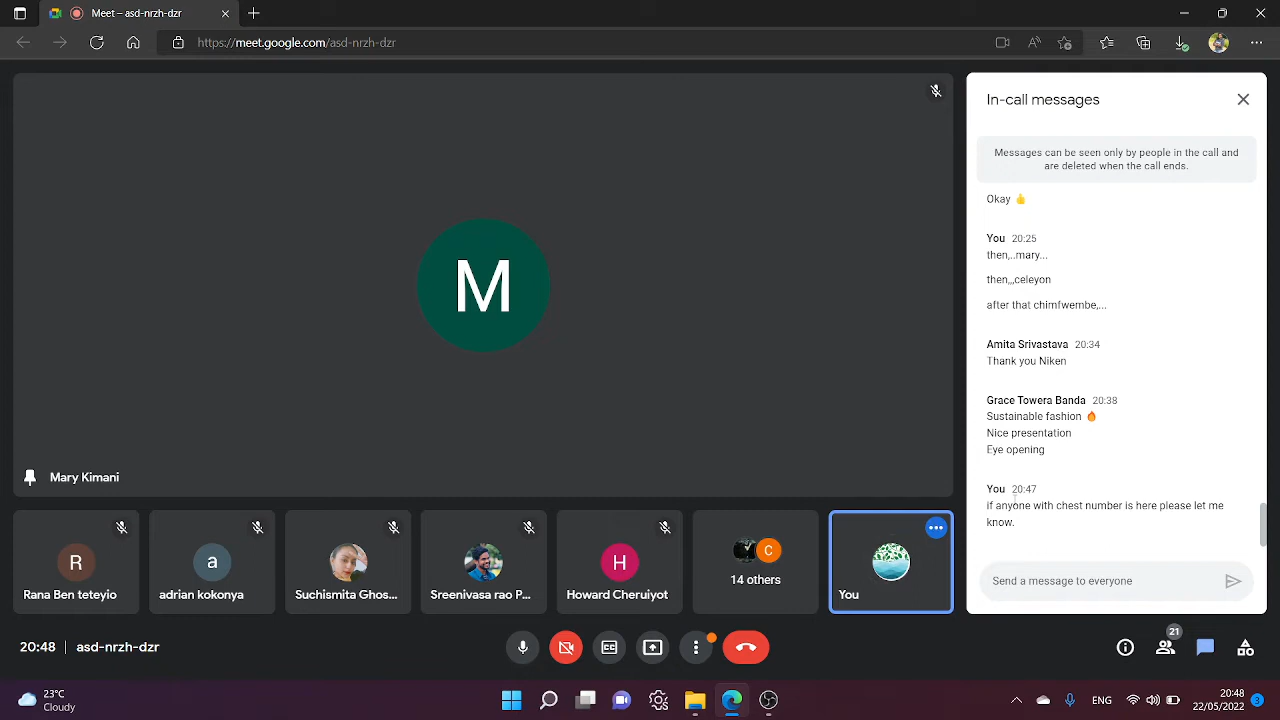 Meet – asd-nrzh-dzr
https://meet.google.com/asd-nrzh-dzr
M
Mary Kimani
In-call messages
Messages can be seen only by people in the call and
are deleted when the call ends.
Okay 👍
You 20:25
then,..mary...
then,,,celeyon
after that chimfwembe,...
Amita Srivastava 20:34
Thank you Niken
Grace Towera Banda 20:38
Sustainable fashion 🔥
Nice presentation
Eye opening
You 20:47
if anyone with chest number is here please let me
know.
Send a message to everyone
R
Rana Ben teteyio
a
adrian kokonya
Suchismita Ghos...
Sreenivasa rao P...
H
Howard Cheruiyot
C
14 others
You
20:48 | asd-nrzh-dzr
21
23°C
Cloudy
ENG
20:48
22/05/2022
3